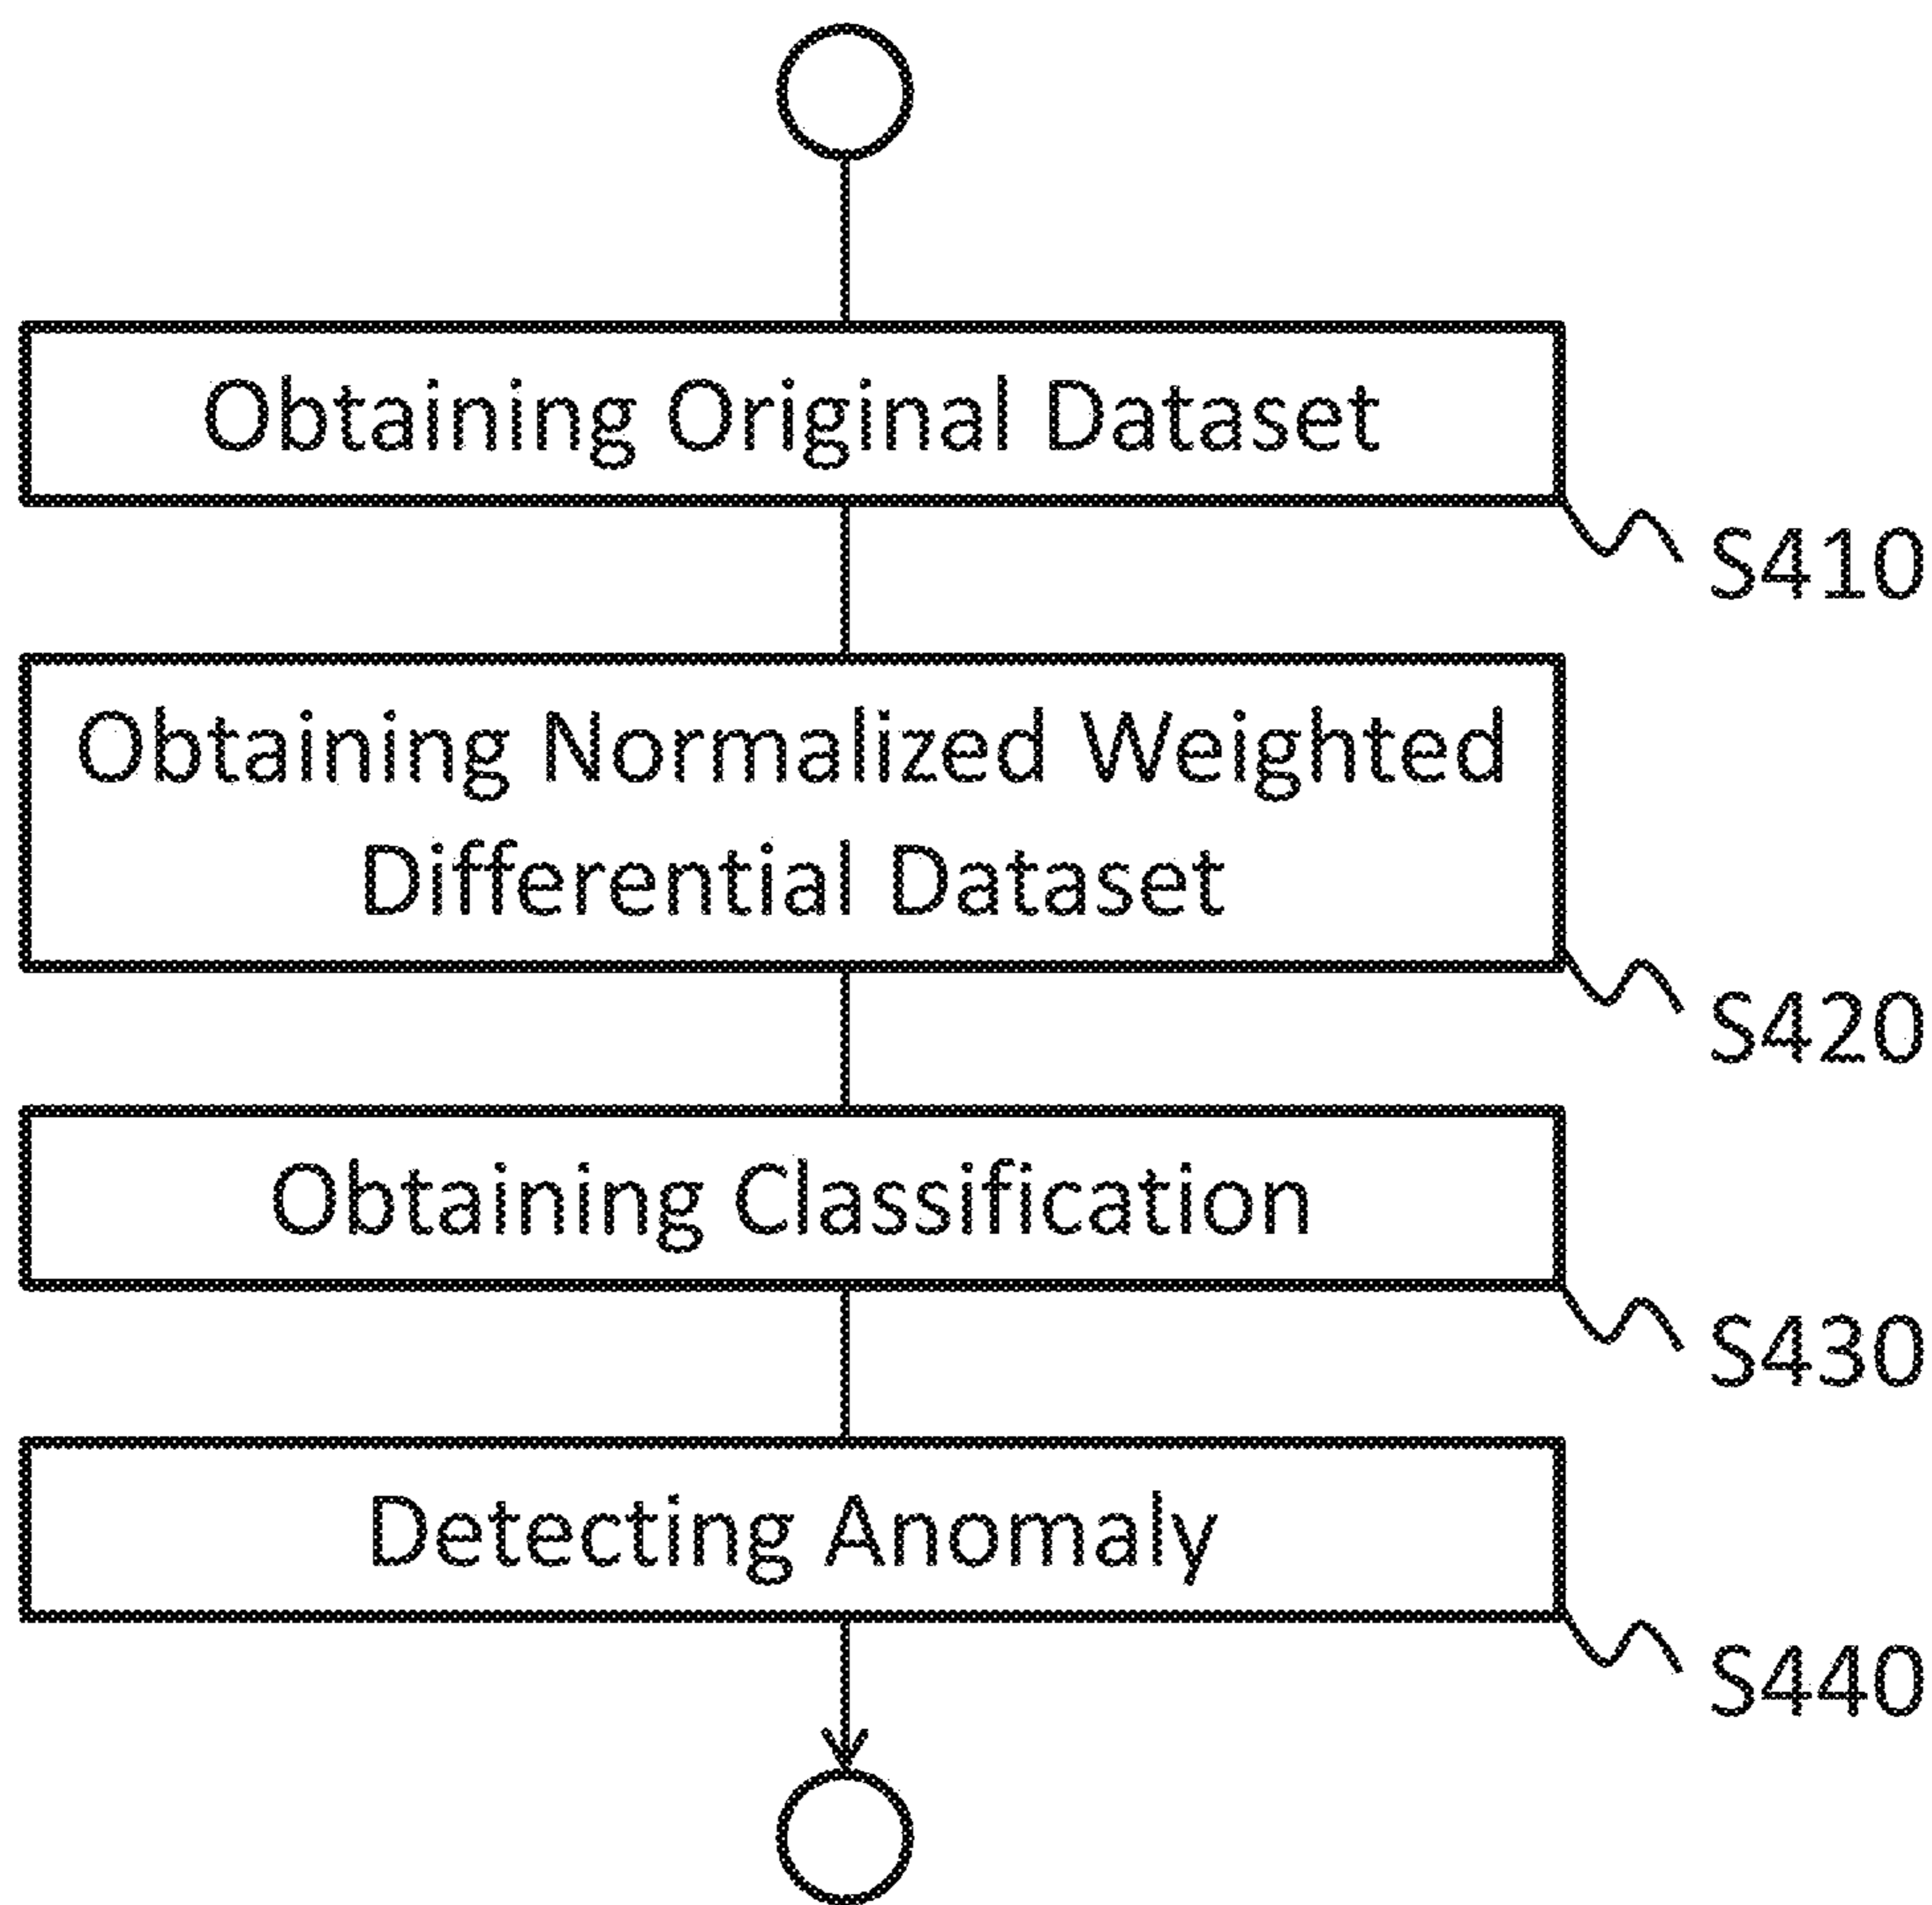 Obtaining Original Dataset
S410
Obtaining Normalized Weighted
Differential Dataset
S420
Obtaining Classification
S430
Detecting Anomaly
S440